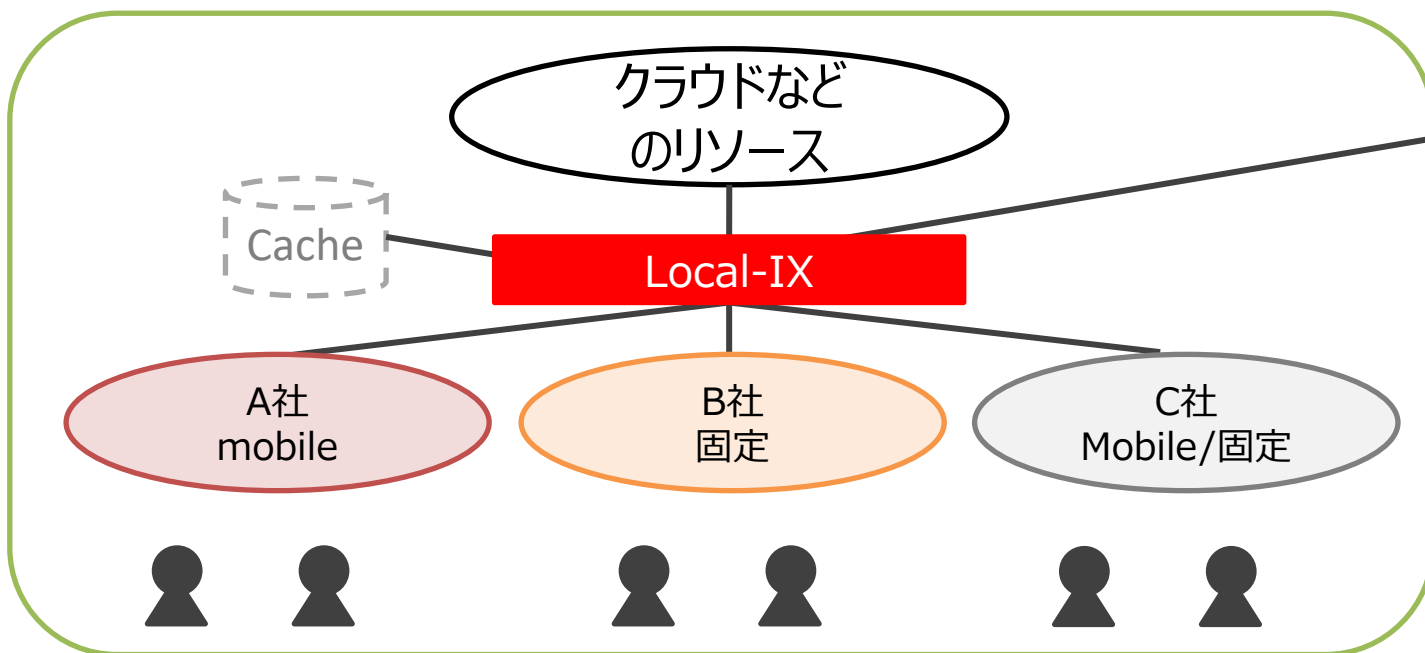 クラウドなど
のリソース
Cache
Local-IX
A社
mobile
B社
固定
C社
Mobile/固定